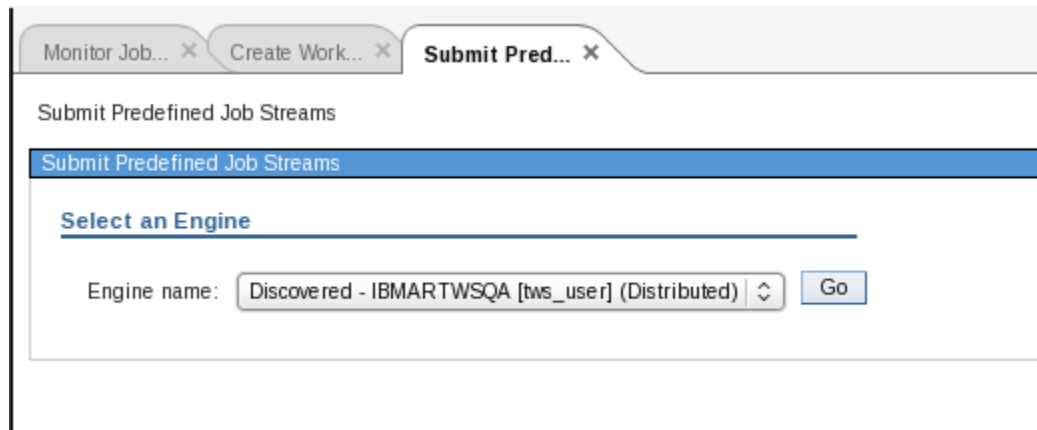 Monitor Job... × Create Work... × Submit Pred... ×
Submit Predefined Job Streams
Submit Predefined Job Streams
Select an Engine
Engine name: Discovered - IBMARTWSQA [tws_user] (Distributed) Go